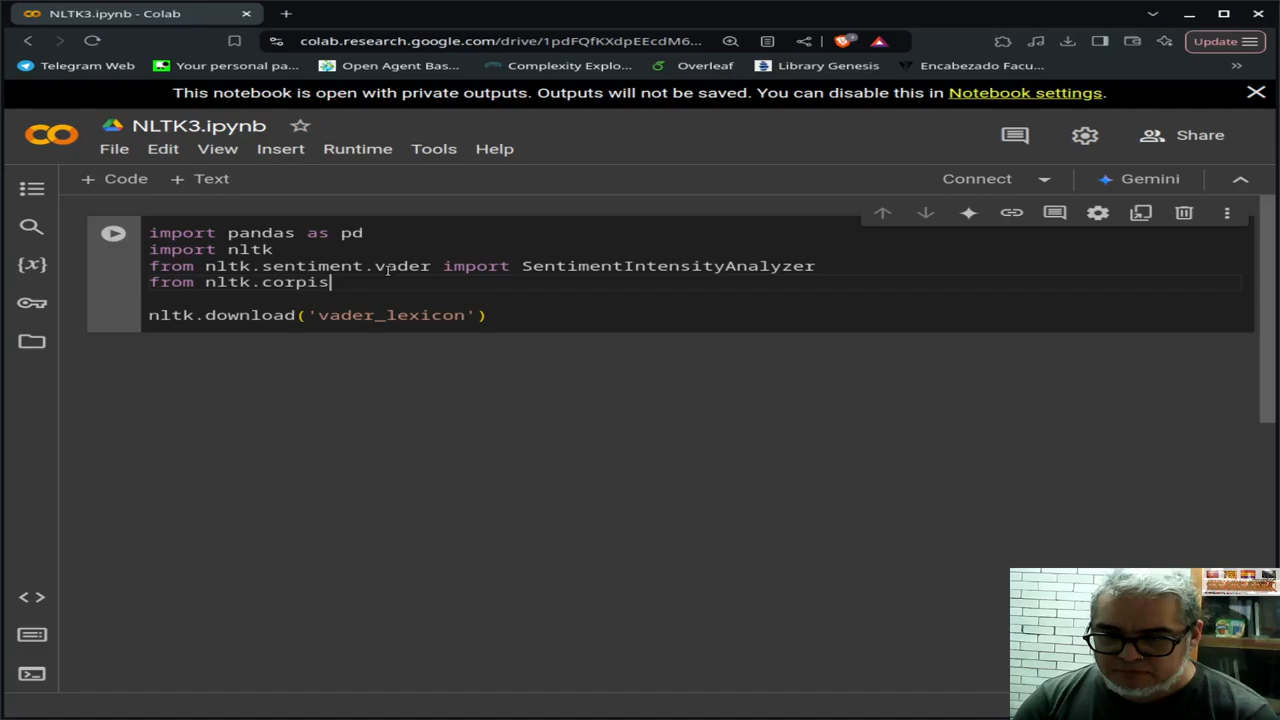 NLTK3.ipynb - Colab
colab.research.google.com/drive/1pdFQfKXdpEEcdM6...
Update
Telegram Web
Your personal pa...
Open Agent Bas...
Complexity Explo...
Overleaf
Library Genesis
Encabezado Facu...
This notebook is open with private outputs. Outputs will not be saved. You can disable this in Notebook settings.
NLTK3.ipynb
File Edit View Insert Runtime Tools Help
Share
+ Code + Text
Connect
Gemini
import pandas as pd
import nltk
from nltk.sentiment.vader import SentimentIntensityAnalyzer
from nltk.corpis
nltk.download('vader_lexicon')